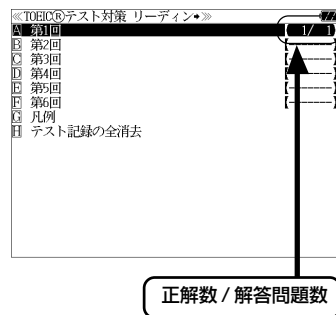 ≪TOEIC®テスト対策 リーディン➧≫
A 第1回 【 1/ 1】
B 第2回 【------】
C 第3回 【------】
D 第4回 【------】
E 第5回 【------】
F 第6回 【------】
G 凡例
H テスト記録の全消去
正解数 / 解答問題数